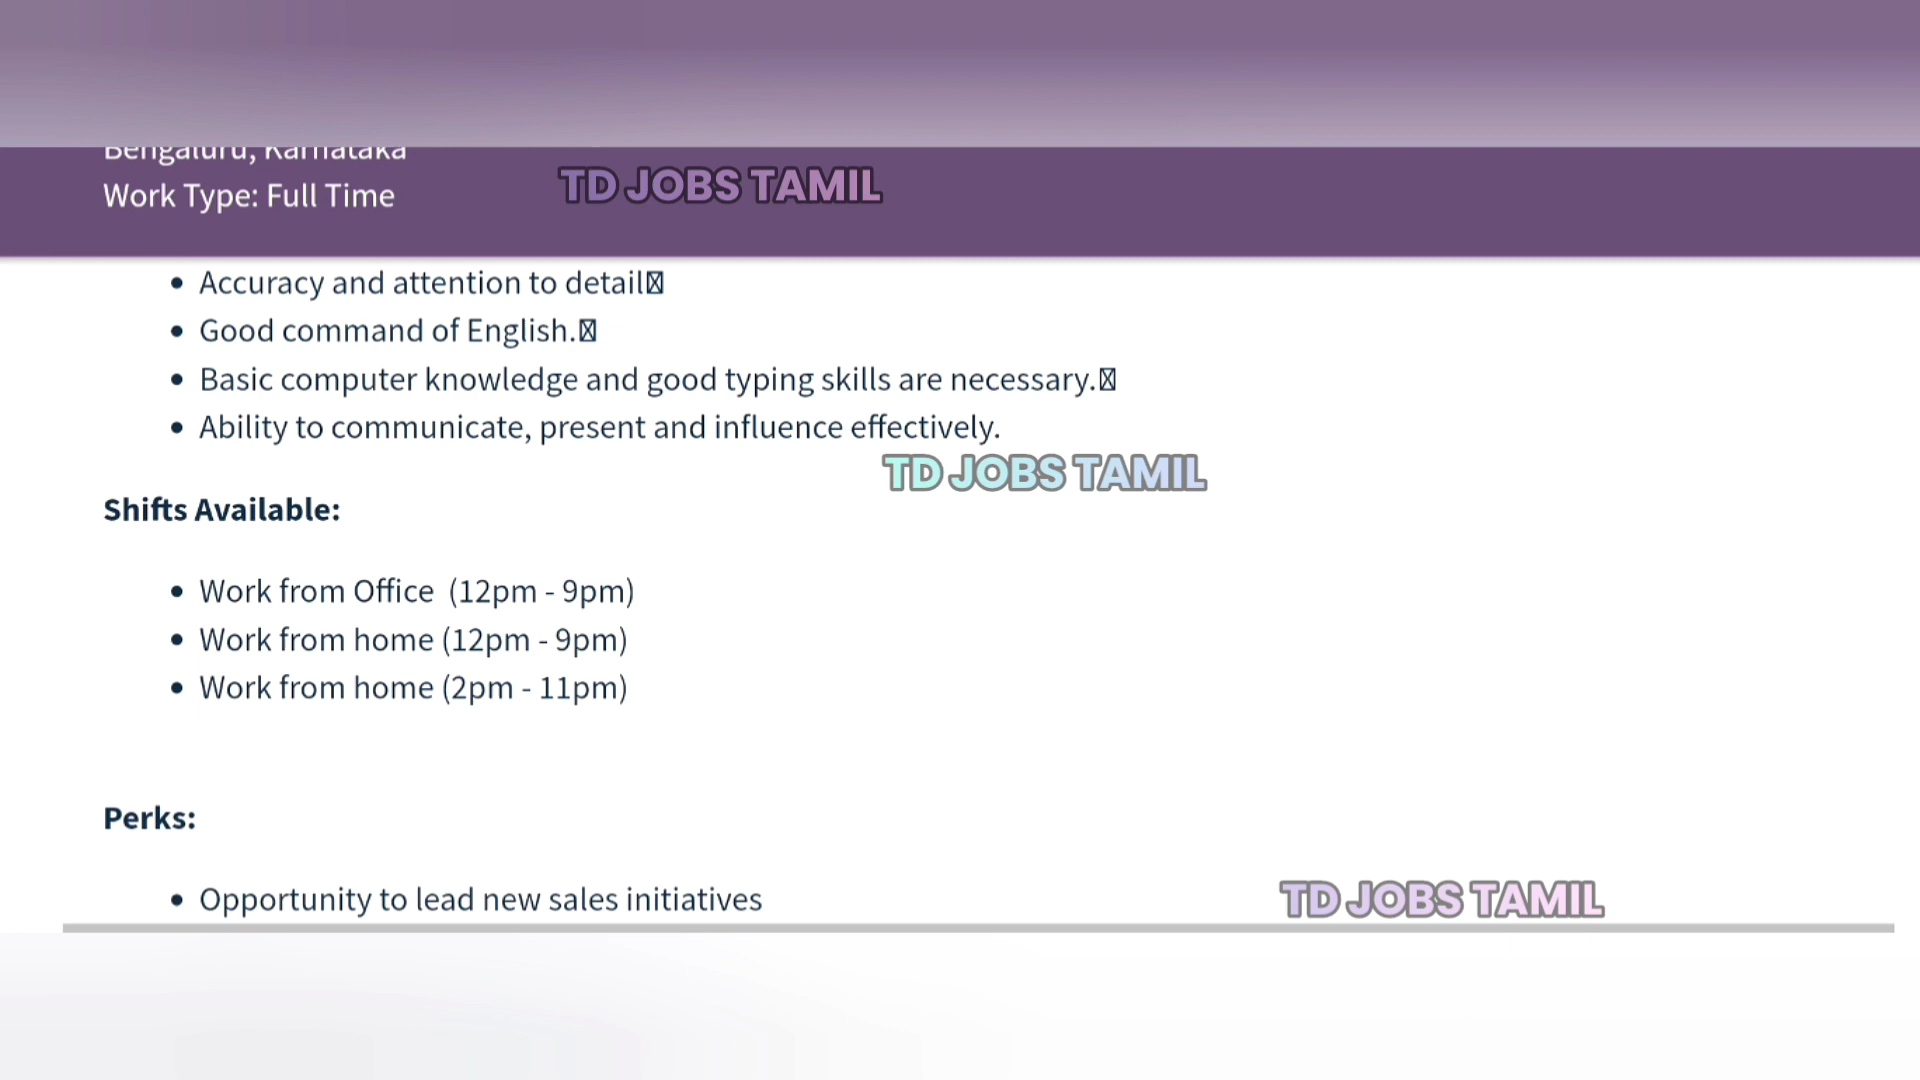 Bengaluru, Karnataka
Work Type: Full Time
TD JOBS TAMIL
Accuracy and attention to detail
Good command of English.
Basic computer knowledge and good typing skills are necessary.
Ability to communicate, present and influence effectively.
TD JOBS TAMIL
Shifts Available:
Work from Office (12pm - 9pm)
Work from home (12pm - 9pm)
Work from home (2pm - 11pm)
Perks:
Opportunity to lead new sales initiatives
TD JOBS TAMIL